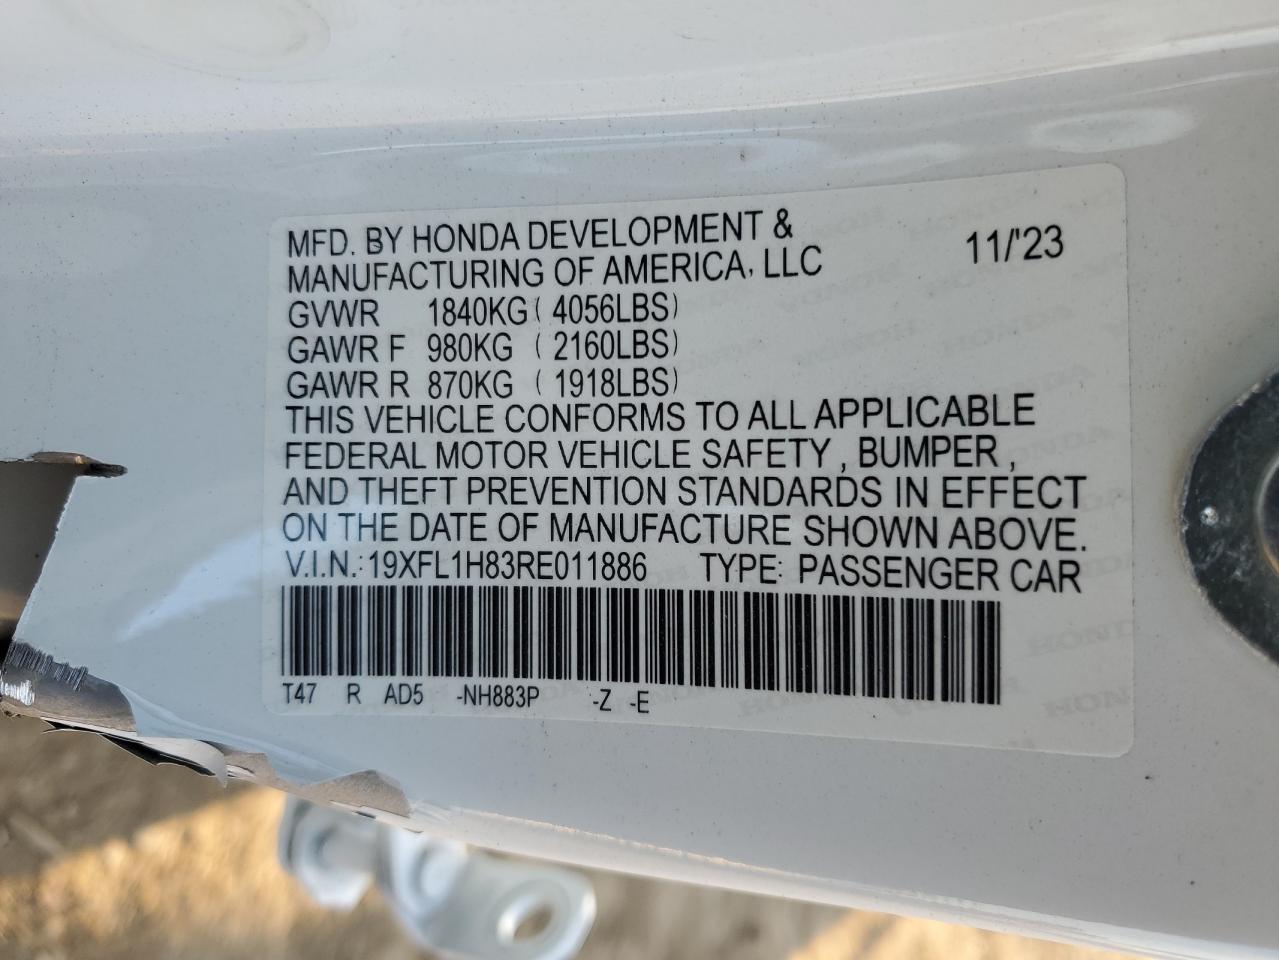 MFD. BY HONDA DEVELOPMENT & 11/'23
MANUFACTURING OF AMERICA, LLC
GVWR 1840KG ( 4056LBS)
GAWR F 980KG ( 2160LBS)
GAWR R 870KG ( 1918LBS)
THIS VEHICLE CONFORMS TO ALL APPLICABLE
FEDERAL MOTOR VEHICLE SAFETY , BUMPER ,
AND THEFT PREVENTION STANDARDS IN EFFECT
ON THE DATE OF MANUFACTURE SHOWN ABOVE.
V.I.N.: 19XFL1H83RE011886 TYPE: PASSENGER CAR
T47 R AD5 -NH883P -Z -E